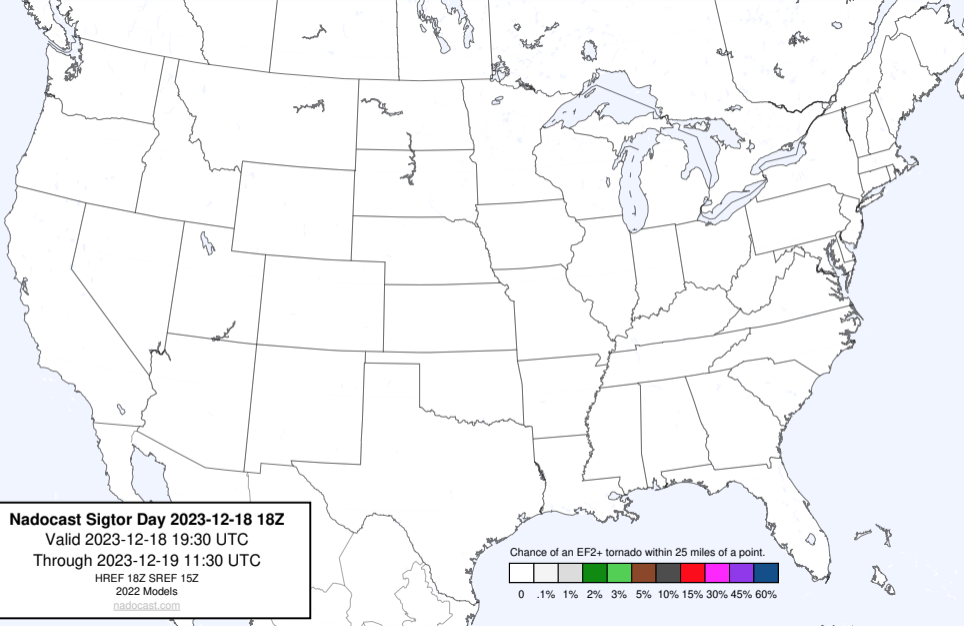 Nadocast Sigtor Day 2023-12-18 18Z
Valid 2023-12-18 19:30 UTC
Through 2023-12-19 11:30 UTC
HREF 18Z SREF 15Z
2022 Models
nadocast.com
Chance of an EF2+ tornado within 25 miles of a point.
0 .1% 1% 2% 3% 5% 10% 15% 30% 45% 60%